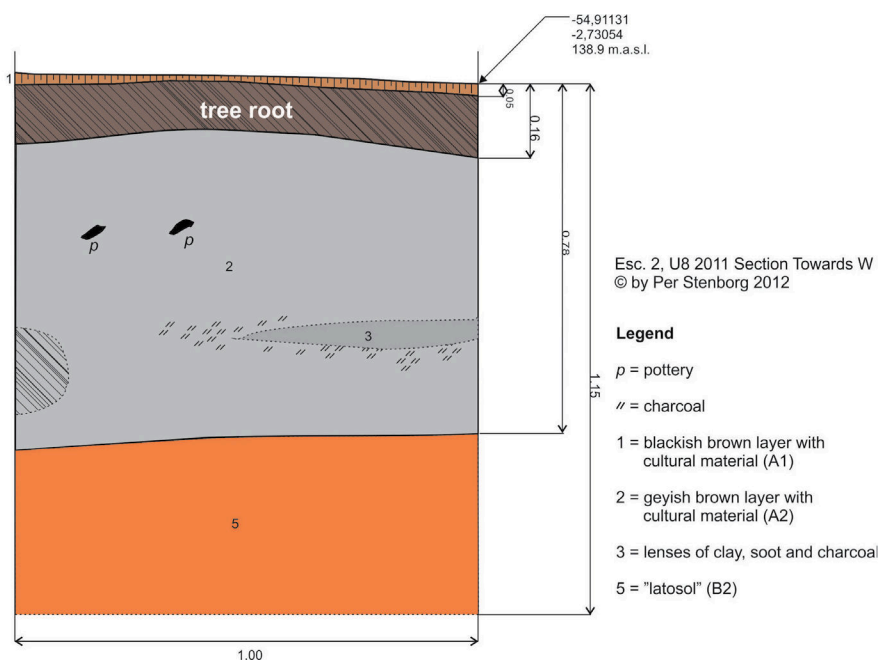 -54,91131
-2,73054
138.9 m.a.s.l.
1
tree root
0.05
0.16
p
p
2
0.78
3
1.15
5
1.00
Esc. 2, U8 2011 Section Towards W
© by Per Stenborg 2012
Legend
p = pottery
〃 = charcoal
1 = blackish brown layer with
cultural material (A1)
2 = geyish brown layer with
cultural material (A2)
3 = lenses of clay, soot and charcoal
5 = ”latosol” (B2)